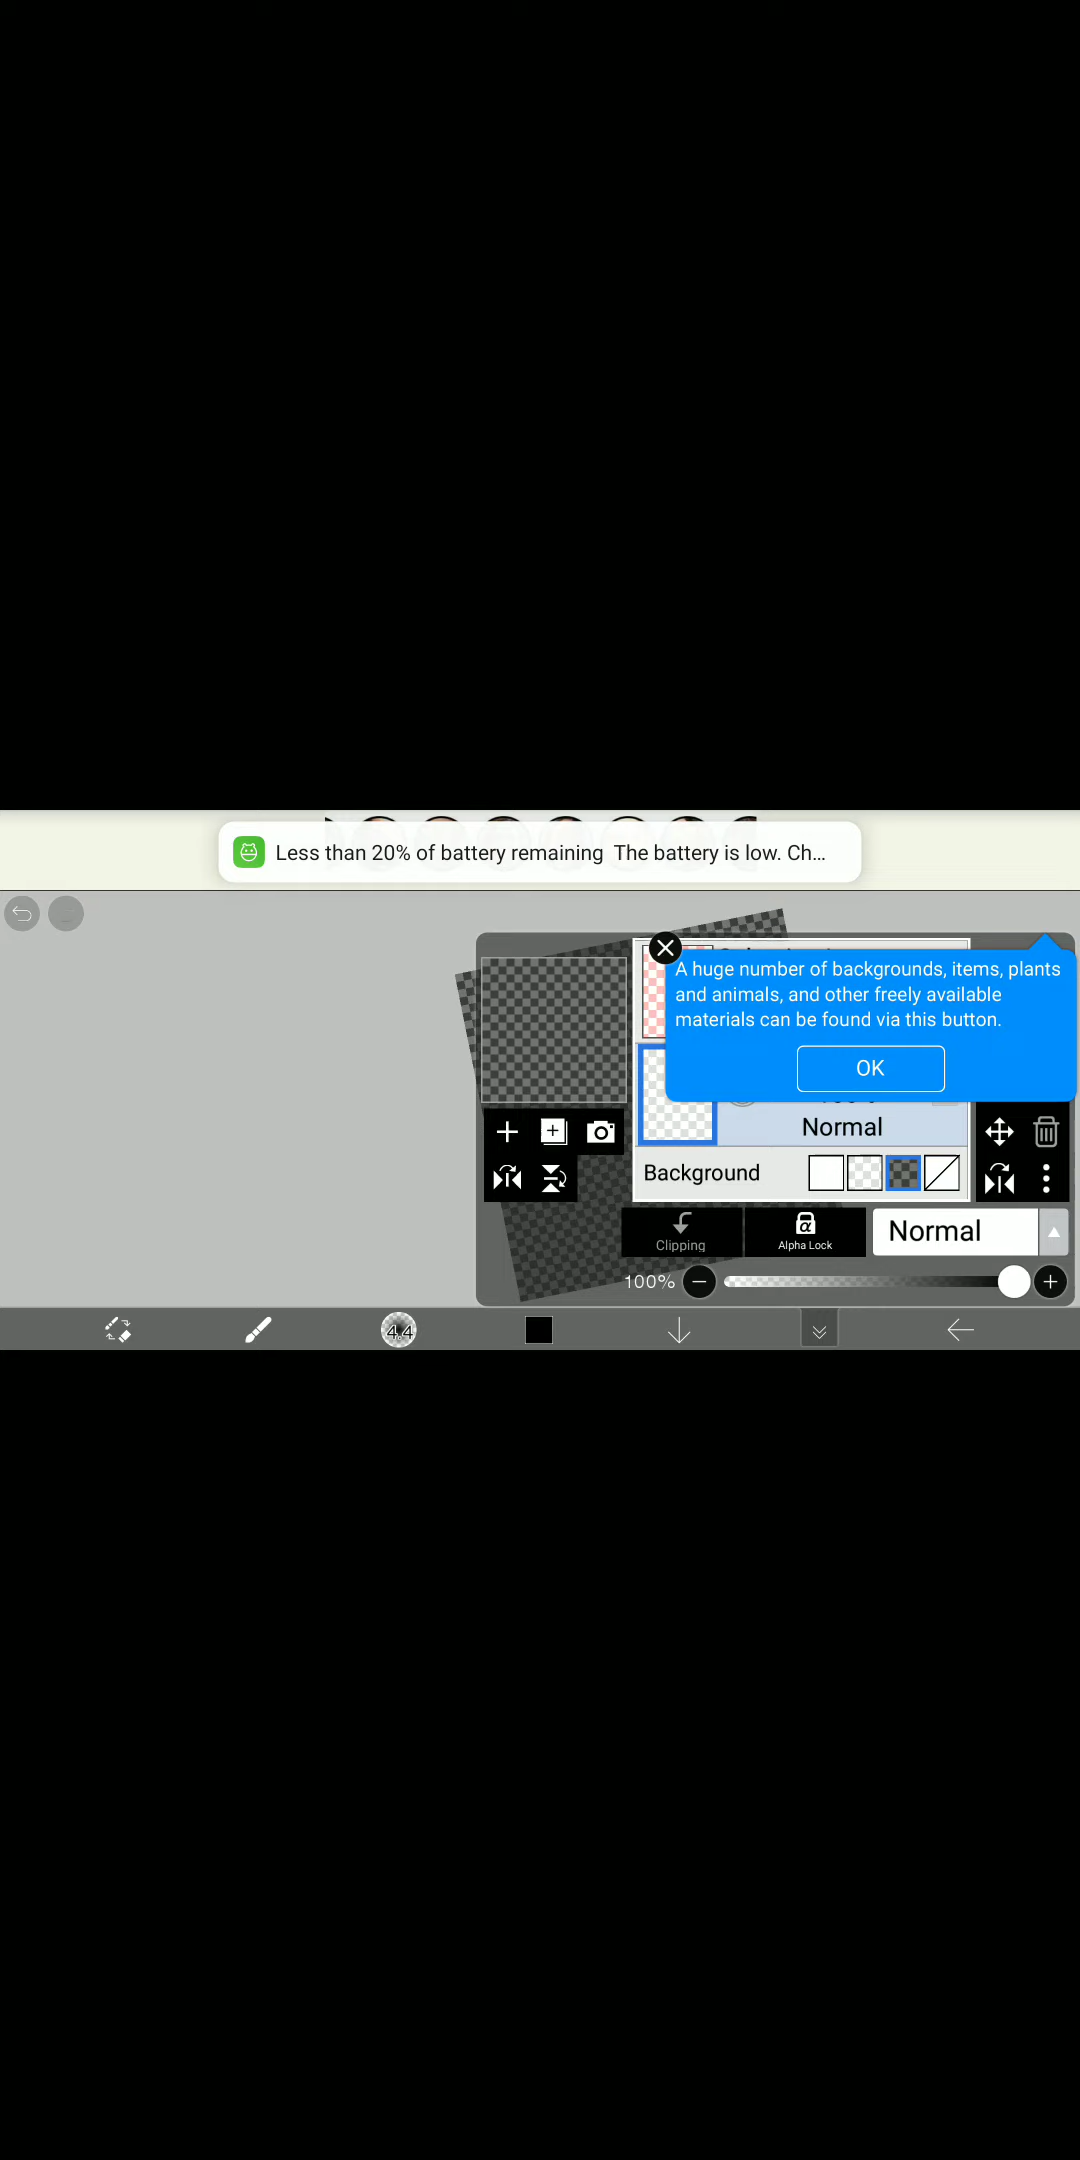 Less than 20% of battery remaining  The battery is low. Ch...
A huge number of backgrounds, items, plants
and animals, and other freely available
materials can be found via this button.
OK
Normal
Background
Clipping
Alpha Lock
Normal
100%
4.4